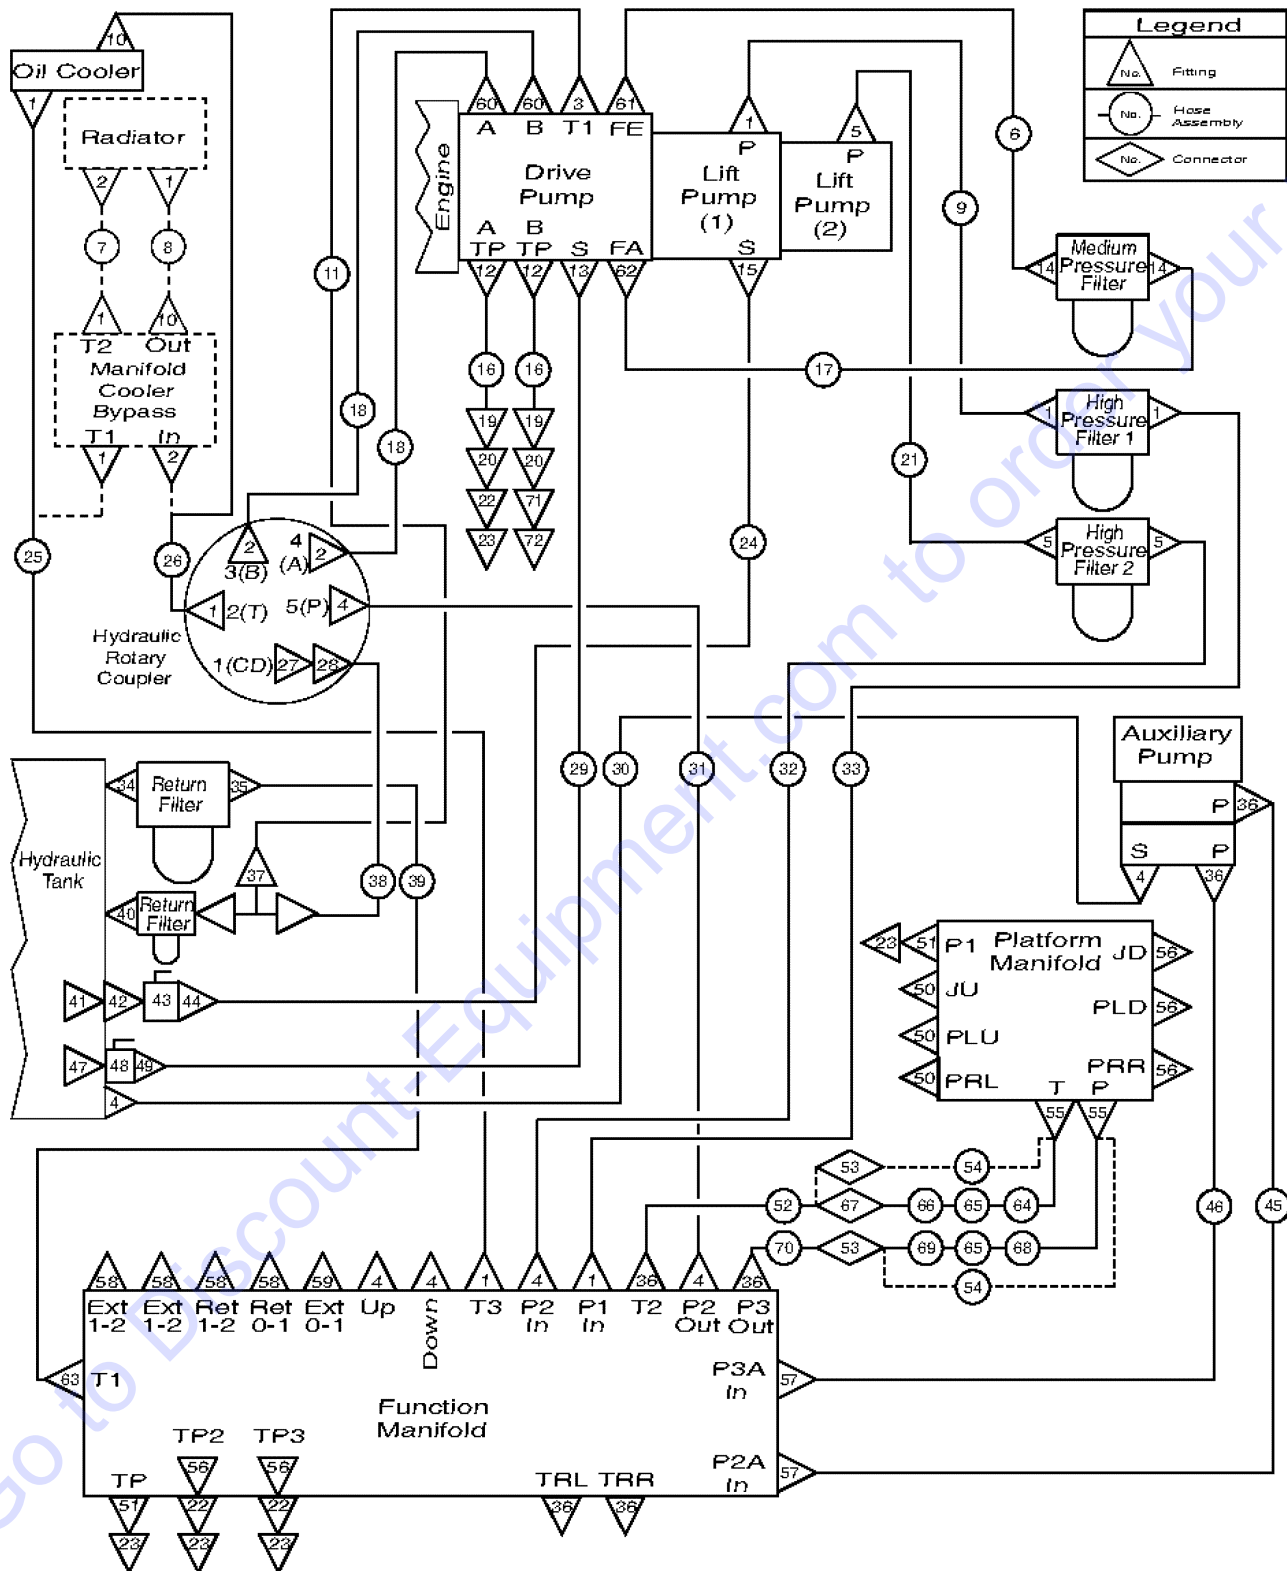 Legend
No. Fitting
No. Hose
Assembly
No. Connector
10
Oil Cooler
1
Radiator
2 1
7 8
1 10
T2 Out
Manifold
Cooler
Bypass
T1 In
1 2
25
26
11
18
18
Engine
60 60 3 61
A B T1 FE
Drive
Pump
A B
TP TP S FA
12 12 13 62
16 16
19 19
20 20
22 71
23 72
1
P
Lift
Pump
(1)
S
15
5
P
Lift
Pump
(2)
6
9
17
21
24
14 Medium 14
Pressure
Filter
1 High 1
Pressure
Filter 1
5 High 5
Pressure
Filter 2
2
3(B)
4
(A) 2
1 2(T)
5(P) 4
1(CD) 27 28
Hydraulic
Rotary
Coupler
29 30 31 32 33
Auxiliary
Pump
P 36
S P
4 36
34 Return 35
Filter
Hydraulic
Tank
37
38 39
40 Return
Filter
41 42 43 44
47 48 49
4
23 51 P1 Platform JD 56
Manifold
50 JU
PLD 56
50 PLU
PRR 56
50 PRL
T P
55 55
53 54
52 67 66 65 64
70 53 69 65 68
54
46 45
58 58 58 58 59 4 4 1 4 1 36 4 36
Ext Ext Ret Ret Ext Up Down T3 P2 P1 T2 P2 P3
1-2 1-2 1-2 0-1 0-1 In In Out Out
63 T1
P3A 57
In
Function
Manifold
TP2 TP3
56 56
P2A 57
In
TP
TRL TRR
51 22 22 36 36
23 23 23
Go to Discount-Equipment.com to order your